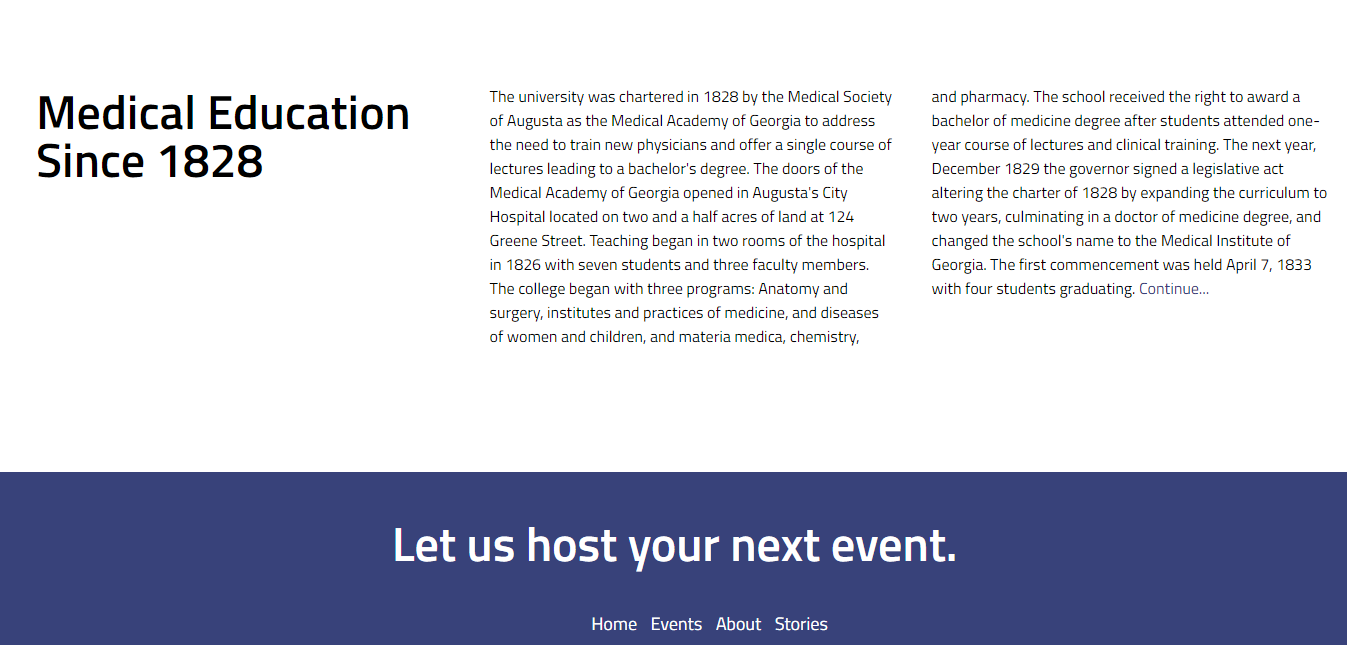 Medical Education
Since 1828
The university was chartered in 1828 by the Medical Society
of Augusta as the Medical Academy of Georgia to address
the need to train new physicians and offer a single course of
lectures leading to a bachelor's degree. The doors of the
Medical Academy of Georgia opened in Augusta's City
Hospital located on two and a half acres of land at 124
Greene Street. Teaching began in two rooms of the hospital
in 1826 with seven students and three faculty members.
The college began with three programs: Anatomy and
surgery, institutes and practices of medicine, and diseases
of women and children, and materia medica, chemistry,
and pharmacy. The school received the right to award a
bachelor of medicine degree after students attended one-
year course of lectures and clinical training. The next year,
December 1829 the governor signed a legislative act
altering the charter of 1828 by expanding the curriculum to
two years, culminating in a doctor of medicine degree, and
changed the school's name to the Medical Institute of
Georgia. The first commencement was held April 7, 1833
with four students graduating. Continue...
Let us host your next event.
Home Events About Stories